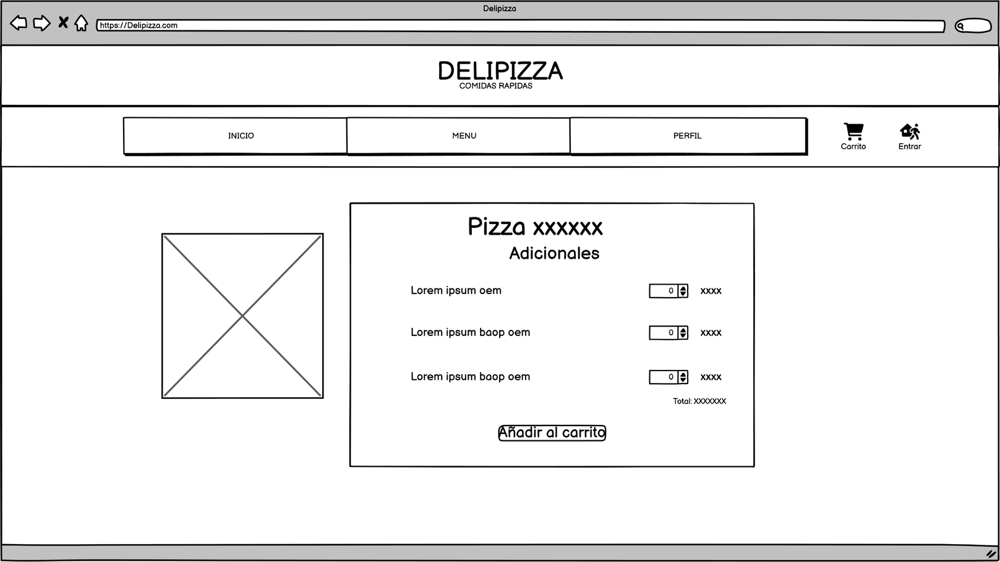 Delipizza
https://Delipizza.com
DELIPIZZA
COMIDAS RAPIDAS
INICIO MENU PERFIL Carrito Entrar
Pizza xxxxxx
Adicionales
Lorem ipsum oem 0 xxxx
Lorem ipsum baop oem 0 xxxx
Lorem ipsum baop oem 0 xxxx
Total: XXXXXXX
Añadir al carrito